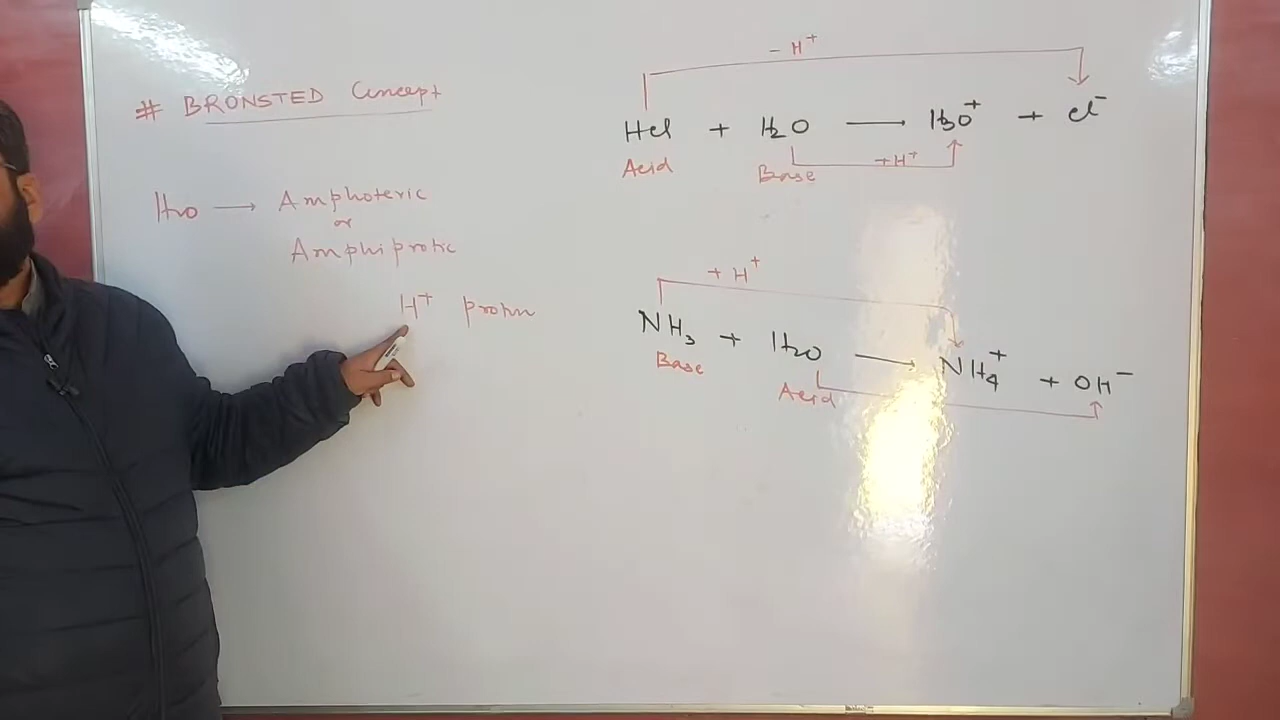 # BRONSTED Concept
H2O → Amphoteric
or
Amphiprotic
H+ proton
- H+
HCl + H2O → H3O+ + Cl-
Acid Base +H+
+ H+
NH3 + H2O → NH4+ + OH-
Base Acid